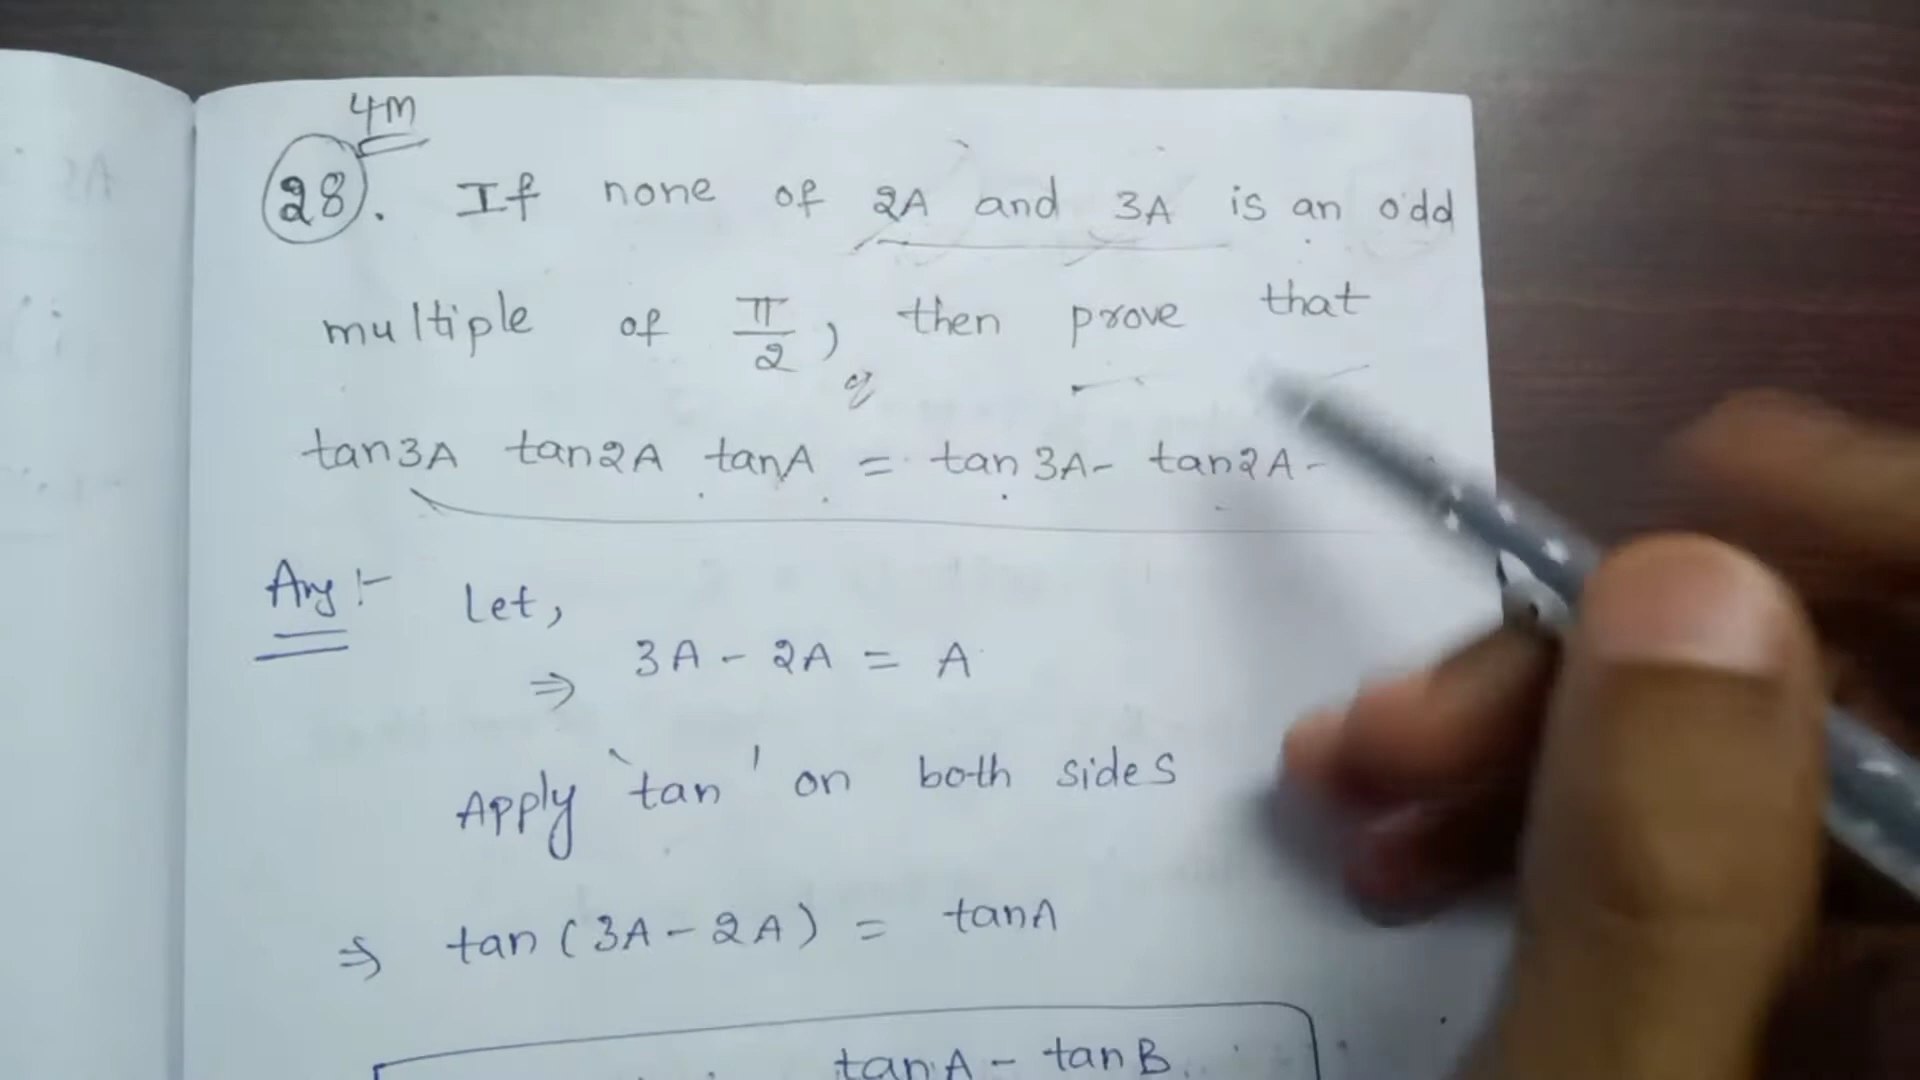 4M
28. If none of 2A and 3A is an odd
multiple of π/2, then prove that
tan3A tan2A tanA = tan3A- tan2A-
Ans:- Let,
⇒ 3A - 2A = A
Apply 'tan' on both sides
⇒ tan(3A-2A) = tanA
tanA - tanB